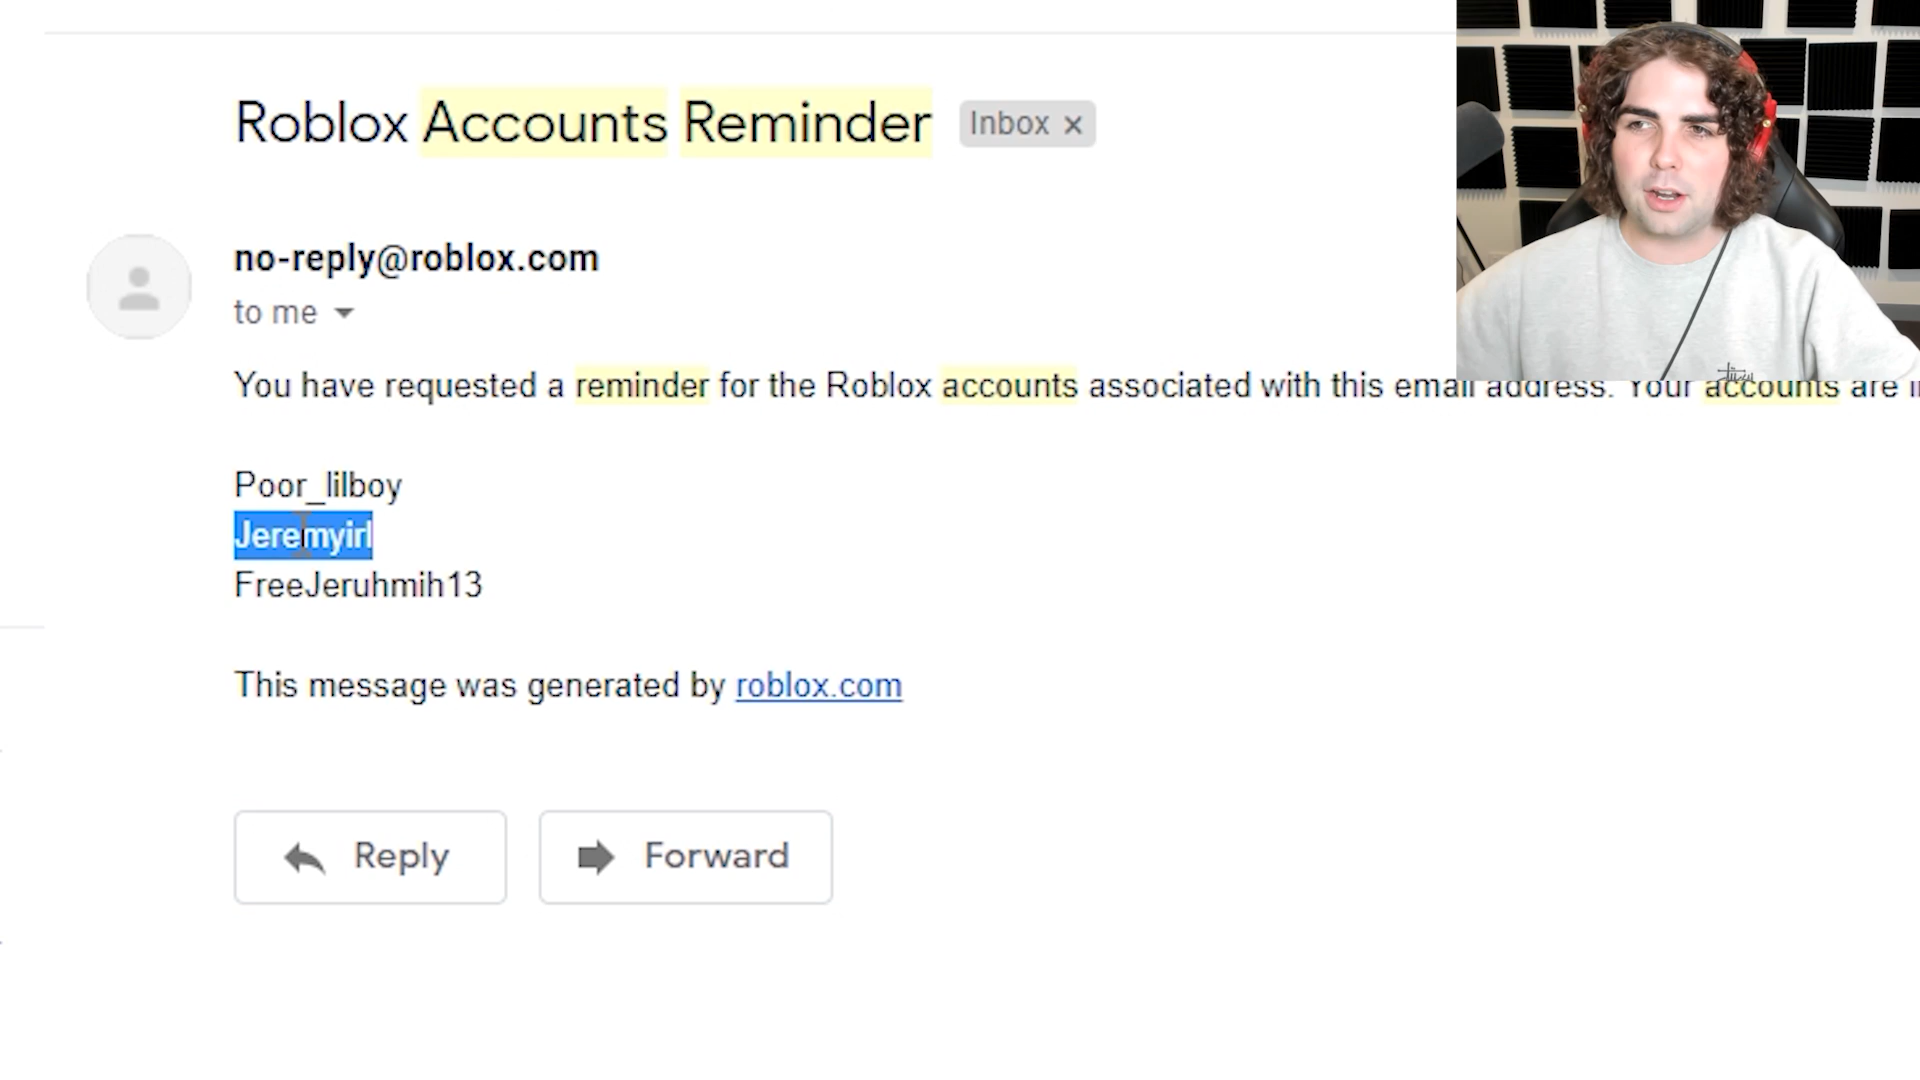 Roblox Accounts Reminder Inbox ×
no-reply@roblox.com
to me
You have requested a reminder for the Roblox accounts associated with this email address. Your accounts are
Poor_lilboy
Jeremyirl
FreeJeruhmih13
This message was generated by roblox.com
Reply Forward